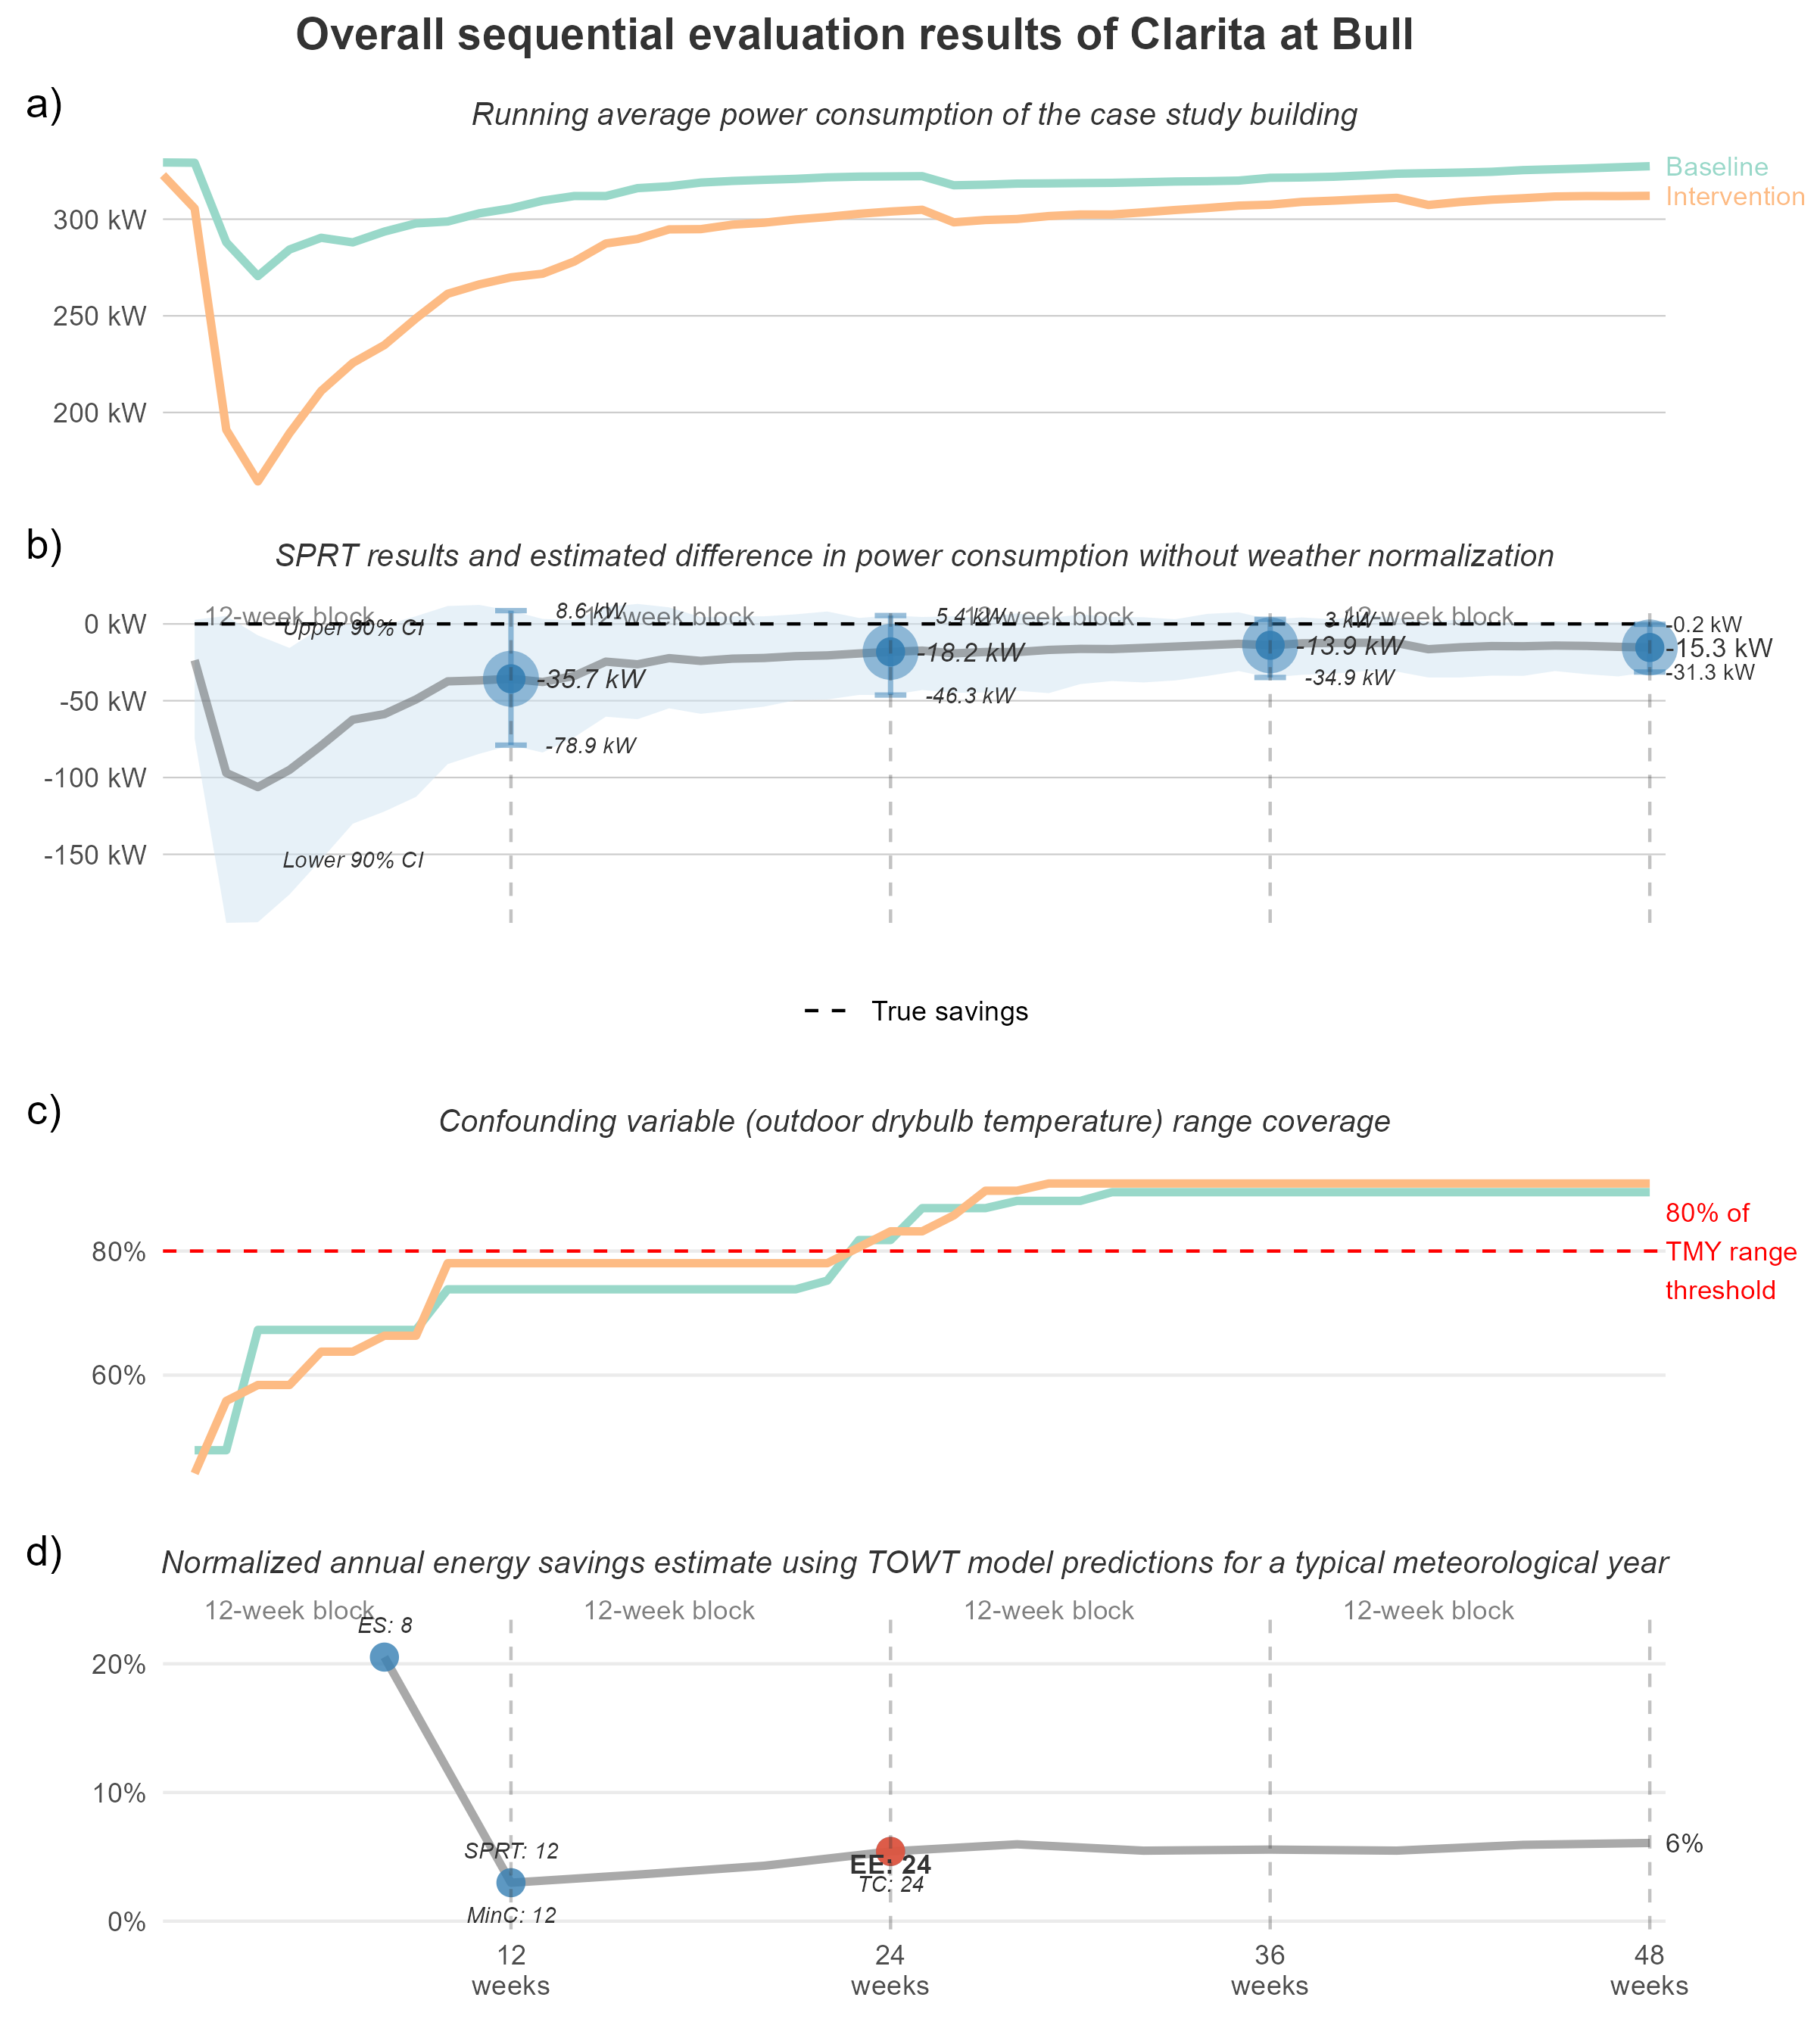 Overall sequential evaluation results of Clarita at Bull
a)
Running average power consumption of the case study building
Baseline
Intervention
300 kW
250 kW
200 kW
b)
SPRT results and estimated difference in power consumption without weather normalization
12-week block
12-week block
12-week block
12-week block
0 kW
-50 kW
-100 kW
-150 kW
Upper 90% CI
Lower 90% CI
8.6 kW
-35.7 kW
-78.9 kW
5.4 kW
-18.2 kW
-46.3 kW
3 kW
-13.9 kW
-34.9 kW
-0.2 kW
-15.3 kW
-31.3 kW
True savings
c)
Confounding variable (outdoor drybulb temperature) range coverage
80%
60%
80% of
TMY range
threshold
d)
Normalized annual energy savings estimate using TOWT model predictions for a typical meteorological year
12-week block
12-week block
12-week block
12-week block
ES: 8
20%
10%
0%
SPRT: 12
MinC: 12
EE: 24
TC: 24
6%
12
weeks
24
weeks
36
weeks
48
weeks